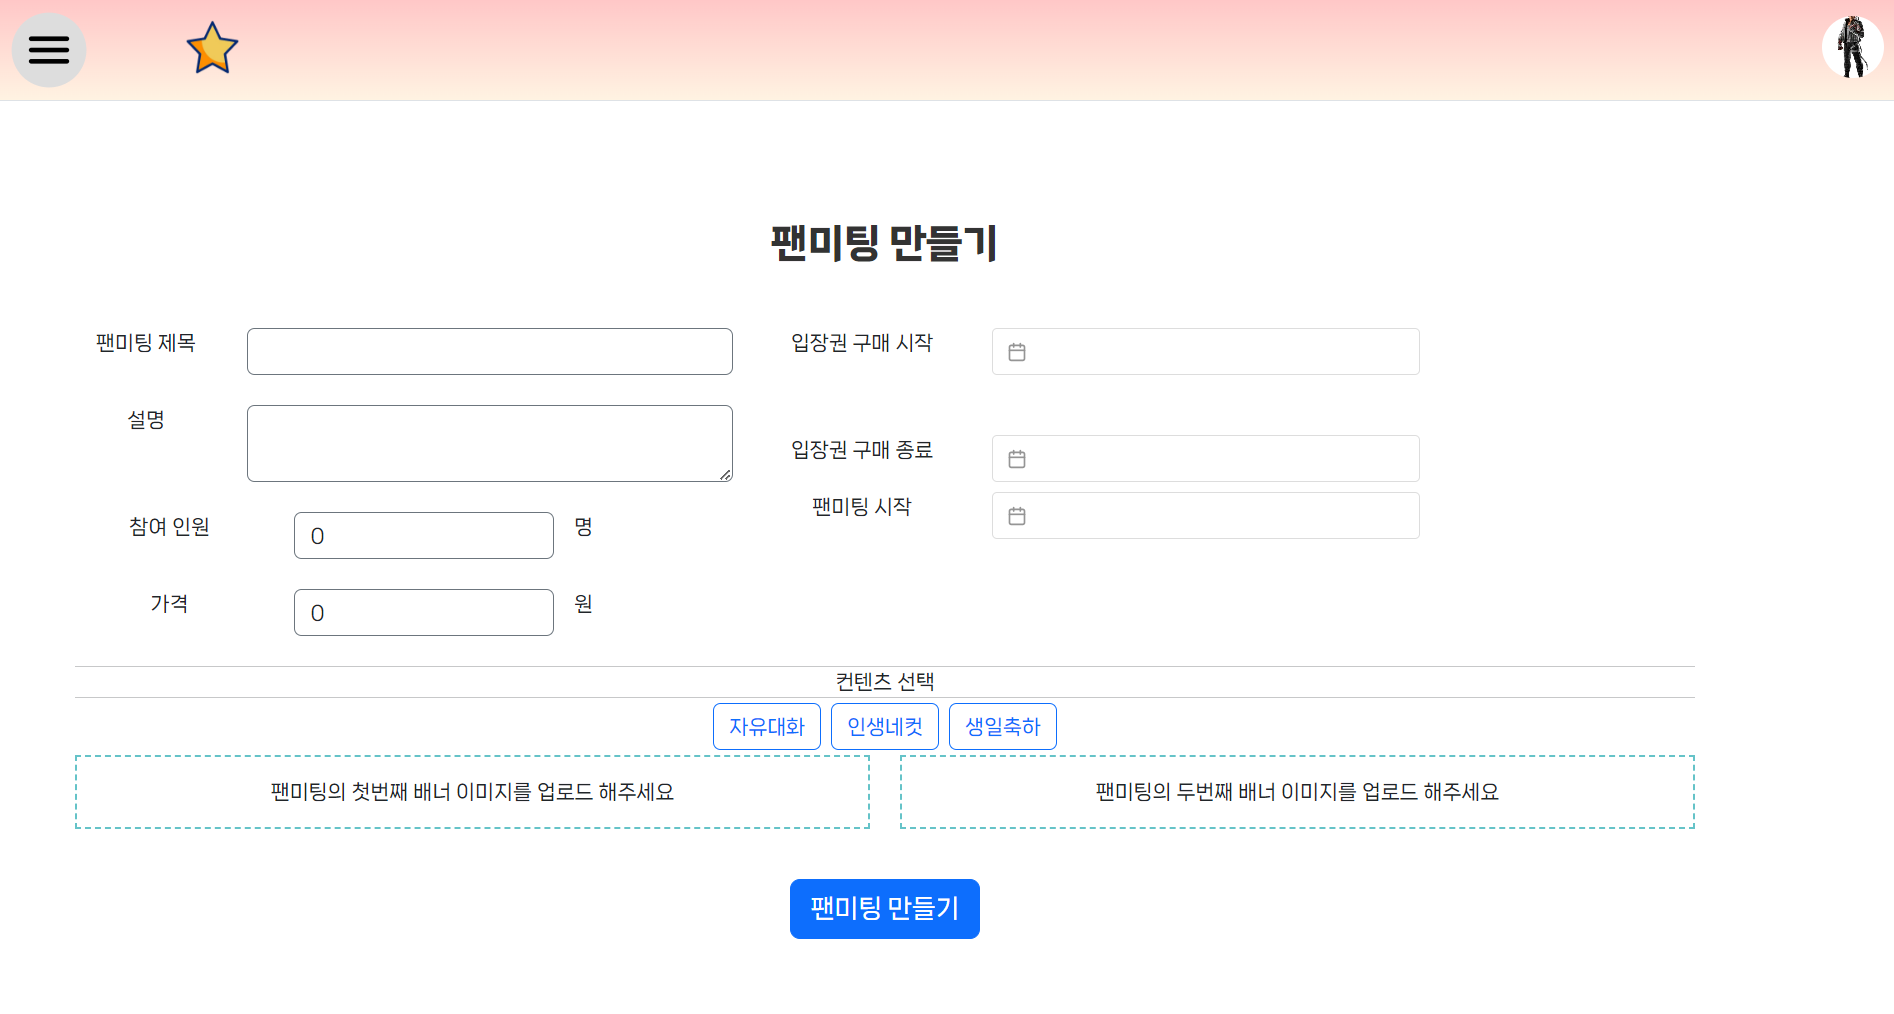 팬미팅 만들기
팬미팅 제목
설명
참여 인원
0
명
가격
0
원
입장권 구매 시작
입장권 구매 종료
팬미팅 시작
컨텐츠 선택
자유대화 인생네컷 생일축하
팬미팅의 첫번째 배너 이미지를 업로드 해주세요
팬미팅의 두번째 배너 이미지를 업로드 해주세요
팬미팅 만들기